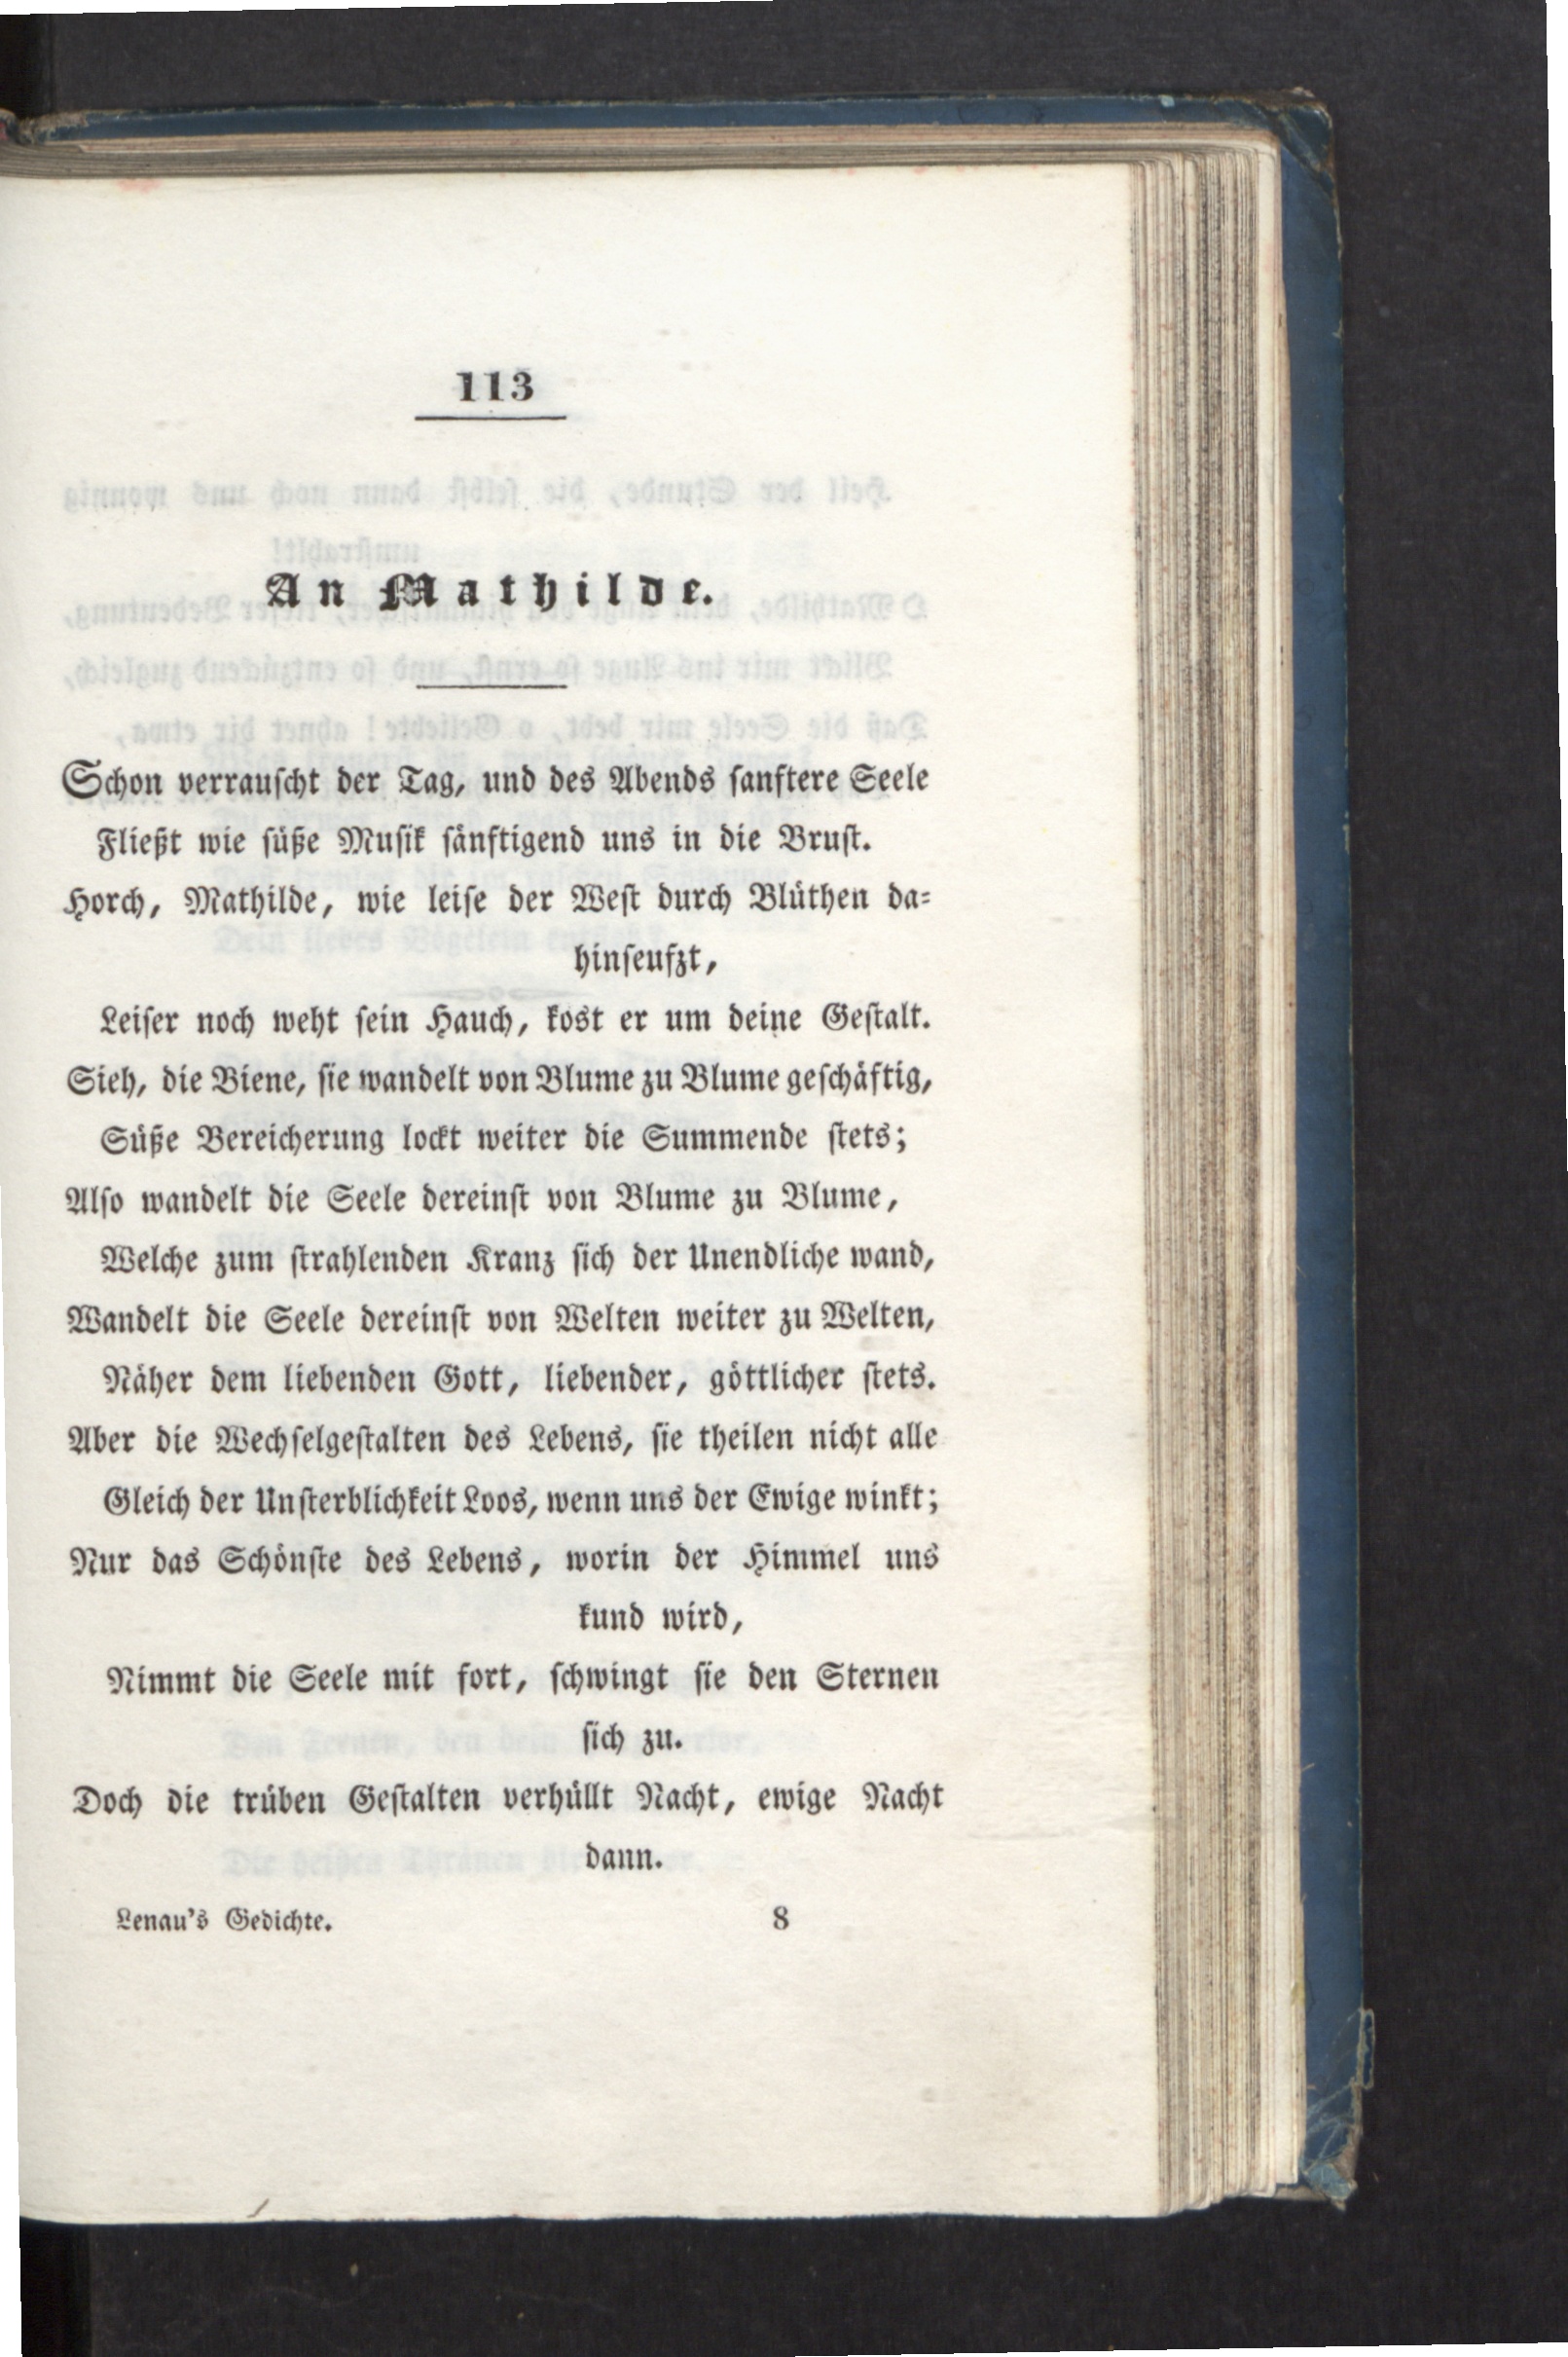 113
An Mathilde.
Schon verrauſcht der Tag, und des Abends ſanftere Seele
Fließt wie ſüße Muſik ſänftigend uns in die Bruſt.
Horch, Mathilde, wie leiſe der Weſt durch Blüthen da-
hinſeufzt,
Leiſer noch weht ſein Hauch, kost er um deine Geſtalt.
Sieh, die Biene, ſie wandelt von Blume zu Blume geſchäftig,
Süße Bereicherung lockt weiter die Summende ſtets;
Alſo wandelt die Seele dereinſt von Blume zu Blume,
Welche zum ſtrahlenden Kranz ſich der Unendliche wand,
Wandelt die Seele dereinſt von Welten weiter zu Welten,
Näher dem liebenden Gott, liebender, göttlicher ſtets.
Aber die Wechſelgeſtalten des Lebens, ſie theilen nicht alle
Gleich der Unſterblichkeit Loos, wenn uns der Ewige winkt;
Nur das Schönſte des Lebens, worin der Himmel uns
kund wird,
Nimmt die Seele mit fort, ſchwingt ſie den Sternen
ſich zu.
Doch die trüben Geſtalten verhüllt Nacht, ewige Nacht
dann.
Lenau's Gedichte. 8